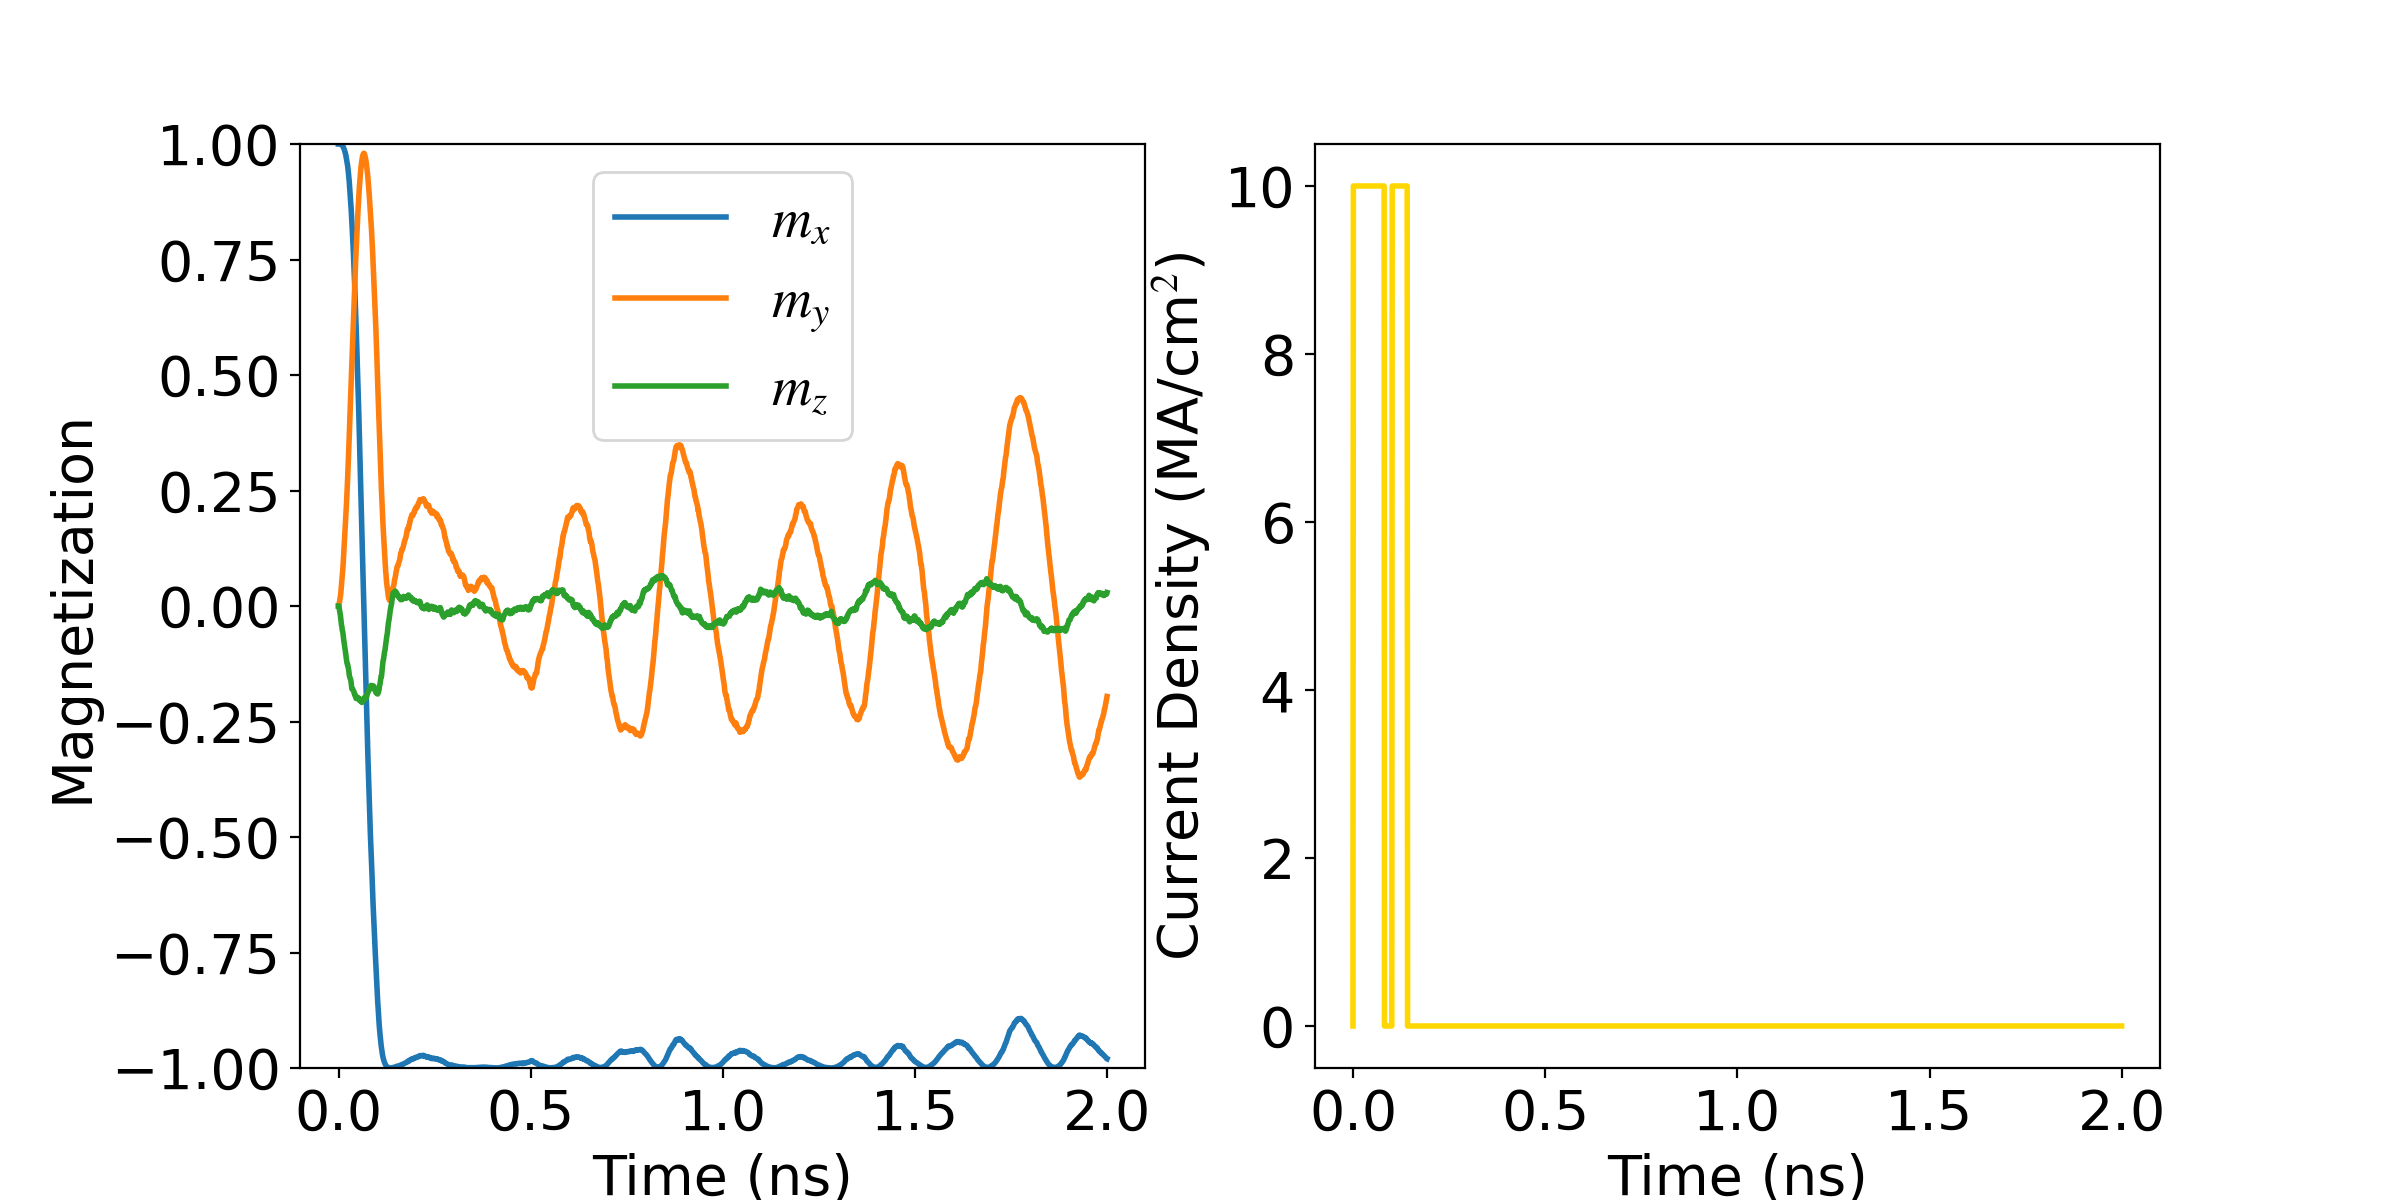 1.00
0.75
0.50
0.25
0.00
−0.25
−0.50
−0.75
−1.00
Magnetization
0.0 0.5 1.0 1.5 2.0
Time (ns)
m_x
m_y
m_z
10
8
6
4
2
0
Current Density (MA/cm²)
0.0 0.5 1.0 1.5 2.0
Time (ns)